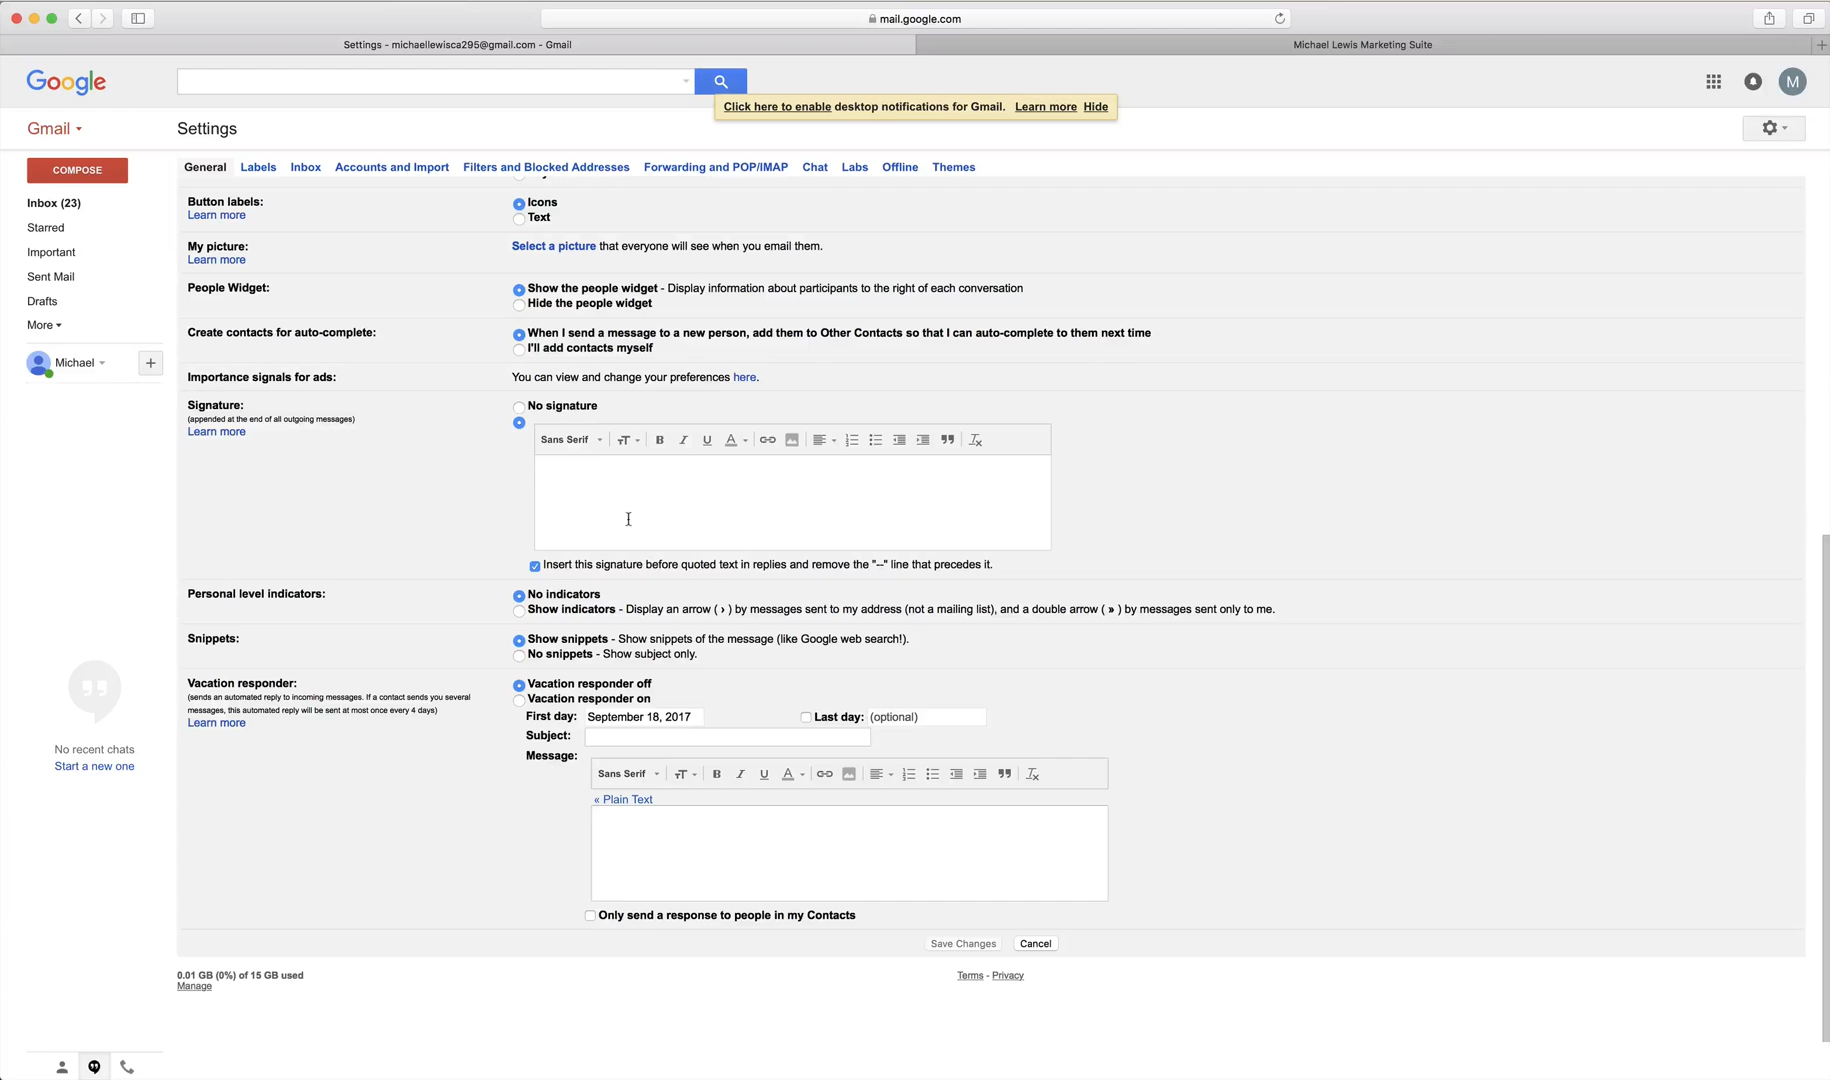 mail.google.com
Settings - michaellewisca295@gmail.com - Gmail
Michael Lewis Marketing Suite
Google
M
Click here to enable desktop notifications for Gmail. Learn more Hide
Gmail
Settings
COMPOSE
General Labels Inbox Accounts and Import Filters and Blocked Addresses Forwarding and POP/IMAP Chat Labs Offline Themes
Inbox (23)
Starred
Important
Sent Mail
Drafts
More
Michael
Button labels:
Learn more
Icons
Text
My picture:
Learn more
Select a picture that everyone will see when you email them.
People Widget:
Show the people widget - Display information about participants to the right of each conversation
Hide the people widget
Create contacts for auto-complete:
When I send a message to a new person, add them to Other Contacts so that I can auto-complete to them next time
I'll add contacts myself
Importance signals for ads:
You can view and change your preferences here.
Signature:
(appended at the end of all outgoing messages)
Learn more
No signature
Sans Serif
Insert this signature before quoted text in replies and remove the "--" line that precedes it.
Personal level indicators:
No indicators
Show indicators - Display an arrow ( › ) by messages sent to my address (not a mailing list), and a double arrow ( » ) by messages sent only to me.
Snippets:
Show snippets - Show snippets of the message (like Google web search!).
No snippets - Show subject only.
Vacation responder:
(sends an automated reply to incoming messages. If a contact sends you several
messages, this automated reply will be sent at most once every 4 days)
Learn more
Vacation responder off
Vacation responder on
First day: September 18, 2017 Last day: (optional)
Subject:
Message:
Sans Serif
« Plain Text
Only send a response to people in my Contacts
Save Changes Cancel
No recent chats
Start a new one
0.01 GB (0%) of 15 GB used
Manage
Terms - Privacy